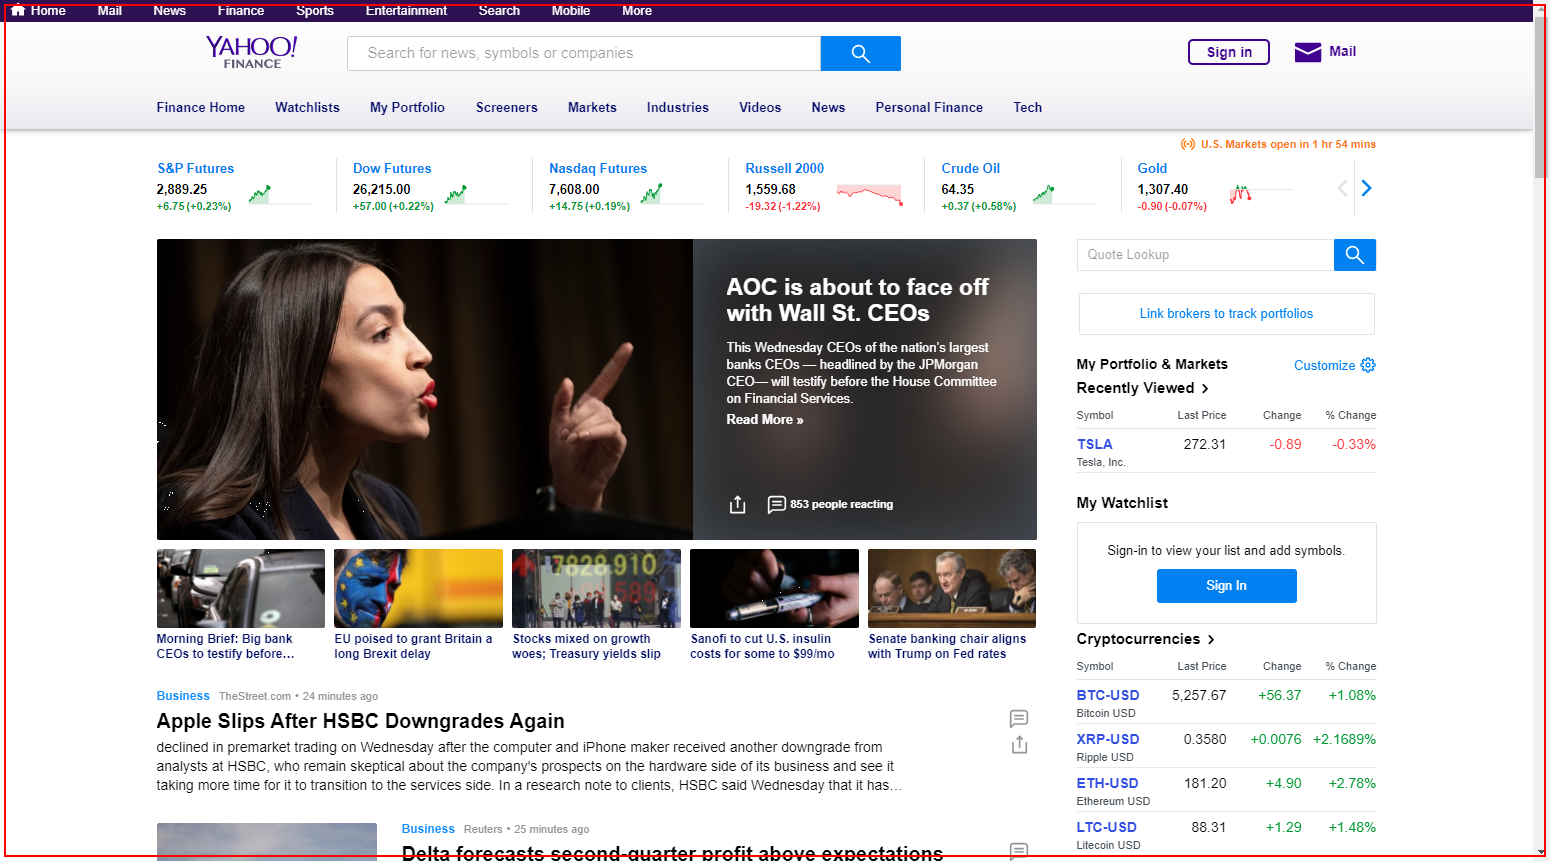 Home Mail News Finance Sports Entertainment Search Mobile More
YAHOO!
FINANCE
Search for news, symbols or companies
Sign in
Mail
Finance Home Watchlists My Portfolio Screeners Markets Industries Videos News Personal Finance Tech
U.S. Markets open in 1 hr 54 mins
S&P Futures
2,889.25
+6.75 (+0.23%)
Dow Futures
26,215.00
+57.00 (+0.22%)
Nasdaq Futures
7,608.00
+14.75 (+0.19%)
Russell 2000
1,559.68
-19.32 (-1.22%)
Crude Oil
64.35
+0.37 (+0.58%)
Gold
1,307.40
-0.90 (-0.07%)
AOC is about to face off
with Wall St. CEOs
This Wednesday CEOs of the nation's largest
banks CEOs — headlined by the JPMorgan
CEO— will testify before the House Committee
on Financial Services.
Read More »
853 people reacting
7828.910
589
Morning Brief: Big bank
CEOs to testify before…
EU poised to grant Britain a
long Brexit delay
Stocks mixed on growth
woes; Treasury yields slip
Sanofi to cut U.S. insulin
costs for some to $99/mo
Senate banking chair aligns
with Trump on Fed rates
Business TheStreet.com • 24 minutes ago
Apple Slips After HSBC Downgrades Again
declined in premarket trading on Wednesday after the computer and iPhone maker received another downgrade from
analysts at HSBC, who remain skeptical about the company's prospects on the hardware side of its business and see it
taking more time for it to transition to the services side. In a research note to clients, HSBC said Wednesday that it has…
Business Reuters • 25 minutes ago
Delta forecasts second-quarter profit above expectations
Quote Lookup
Link brokers to track portfolios
My Portfolio & Markets
Customize
Recently Viewed
Symbol Last Price Change % Change
TSLA 272.31 -0.89 -0.33%
Tesla, Inc.
My Watchlist
Sign-in to view your list and add symbols.
Sign In
Cryptocurrencies
Symbol Last Price Change % Change
BTC-USD 5,257.67 +56.37 +1.08%
Bitcoin USD
XRP-USD 0.3580 +0.0076 +2.1689%
Ripple USD
ETH-USD 181.20 +4.90 +2.78%
Ethereum USD
LTC-USD 88.31 +1.29 +1.48%
Litecoin USD